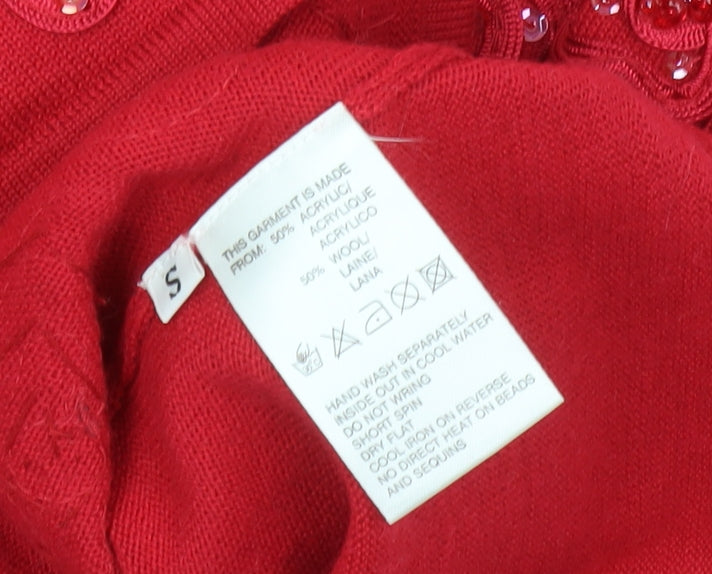 S
THIS GARMENT IS MADE
FROM: 50% ACRYLIC/
ACRYLIQUE
ACRYLICO
50% WOOL/
LAINE/
LANA
HAND WASH SEPARATELY
INSIDE OUT IN COOL WATER
DO NOT WRING
SHORT SPIN
DRY FLAT
COOL IRON ON REVERSE
NO DIRECT HEAT ON BEADS
AND SEQUINS